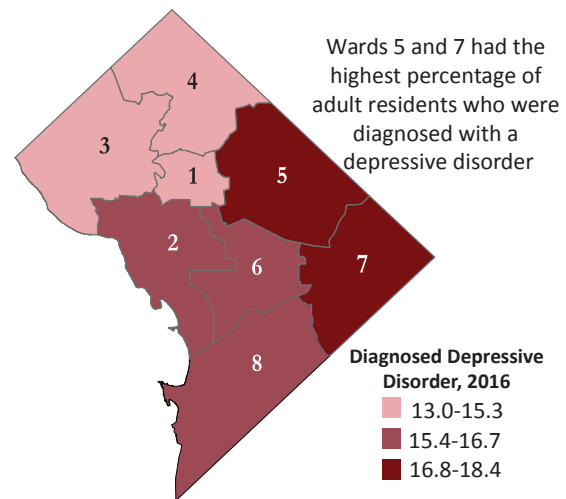 Wards 5 and 7 had the
highest percentage of
adult residents who were
diagnosed with a
depressive disorder
4
3
1
5
2
6
7
8
Diagnosed Depressive
Disorder, 2016
13.0-15.3
15.4-16.7
16.8-18.4